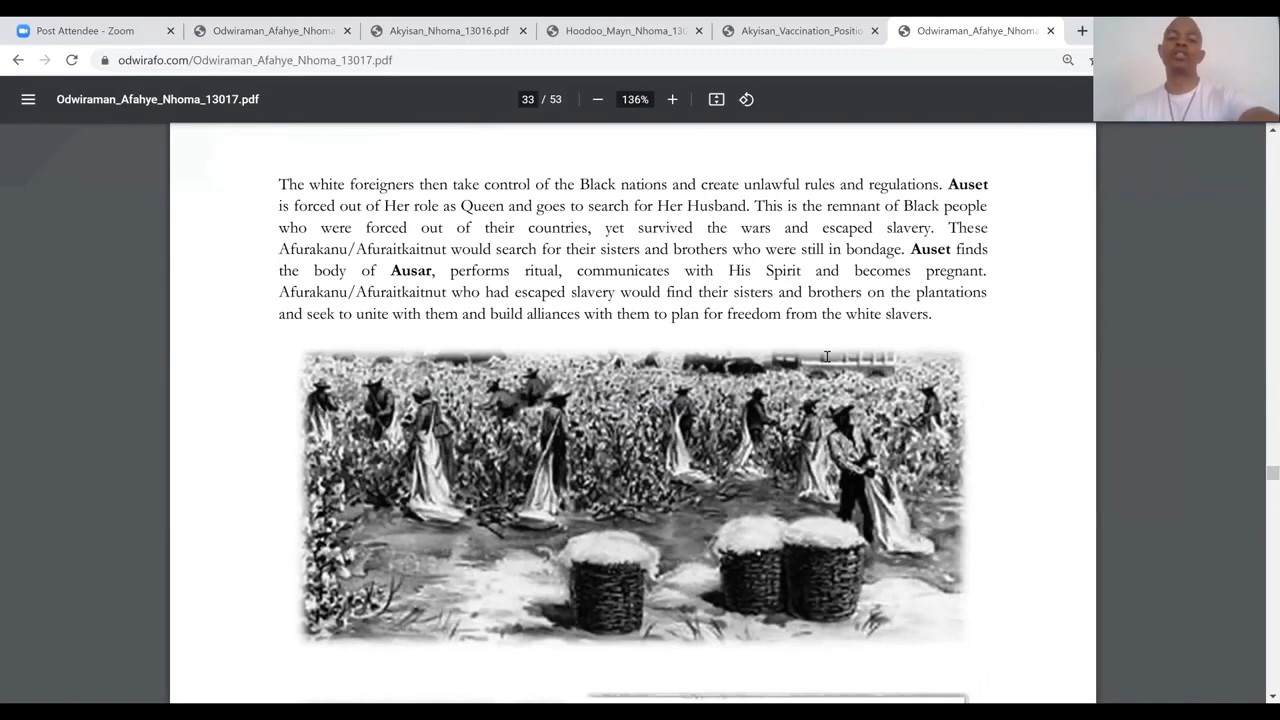 Post Attendee - Zoom
Odwiraman_Afahye_Nhoma
Akyisan_Nhoma_13016.pdf
Hoodoo_Mayn_Nhoma_130
Akyisan_Vaccination_Positio
Odwiraman_Afahye_Nhoma
odwirafo.com/Odwiraman_Afahye_Nhoma_13017.pdf
Odwiraman_Afahye_Nhoma_13017.pdf
33 / 53
136%
The white foreigners then take control of the Black nations and create unlawful rules and regulations. Auset
is forced out of Her role as Queen and goes to search for Her Husband. This is the remnant of Black people
who were forced out of their countries, yet survived the wars and escaped slavery. These
Afurakanu/Afuraitkaitnut would search for their sisters and brothers who were still in bondage. Auset finds
the body of Ausar, performs ritual, communicates with His Spirit and becomes pregnant.
Afurakanu/Afuraitkaitnut who had escaped slavery would find their sisters and brothers on the plantations
and seek to unite with them and build alliances with them to plan for freedom from the white slavers.